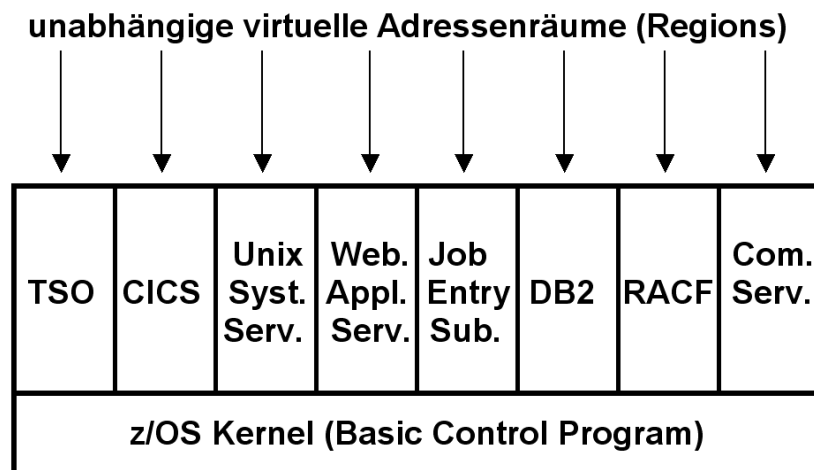 unabhängige virtuelle Adressenräume (Regions)
TSO
CICS
Unix
Syst.
Serv.
Web.
Appl.
Serv.
Job
Entry
Sub.
DB2
RACF
Com.
Serv.
z/OS Kernel (Basic Control Program)